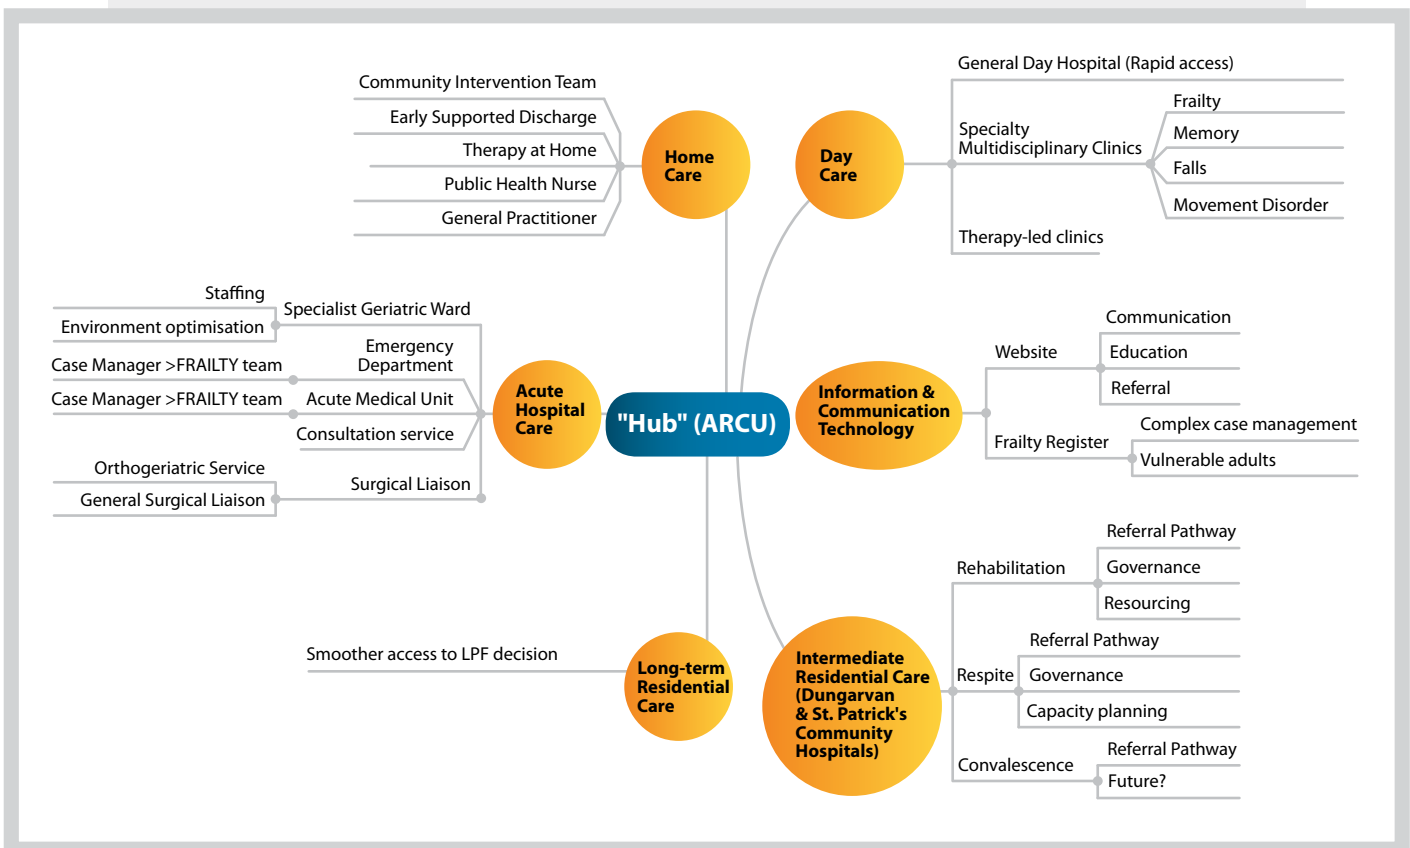 Community Intervention Team
Early Supported Discharge
Therapy at Home
Public Health Nurse
General Practitioner
Home
Care
Day
Care
General Day Hospital (Rapid access)
Specialty
Multidisciplinary Clinics
Frailty
Memory
Falls
Movement Disorder
Therapy-led clinics
Staffing
Environment optimisation
Specialist Geriatric Ward
Case Manager >FRAILTY team
Emergency
Department
Case Manager >FRAILTY team
Acute Medical Unit
Consultation service
Orthogeriatric Service
General Surgical Liaison
Surgical Liaison
Acute
Hospital
Care
"Hub" (ARCU)
Information &
Communication
Technology
Website
Communication
Education
Referral
Frailty Register
Complex case management
Vulnerable adults
Smoother access to LPF decision
Long-term
Residential
Care
Intermediate
Residential Care
(Dungarvan
& St. Patrick's
Community
Hospitals)
Rehabilitation
Referral Pathway
Governance
Resourcing
Respite
Referral Pathway
Governance
Capacity planning
Convalescence
Referral Pathway
Future?